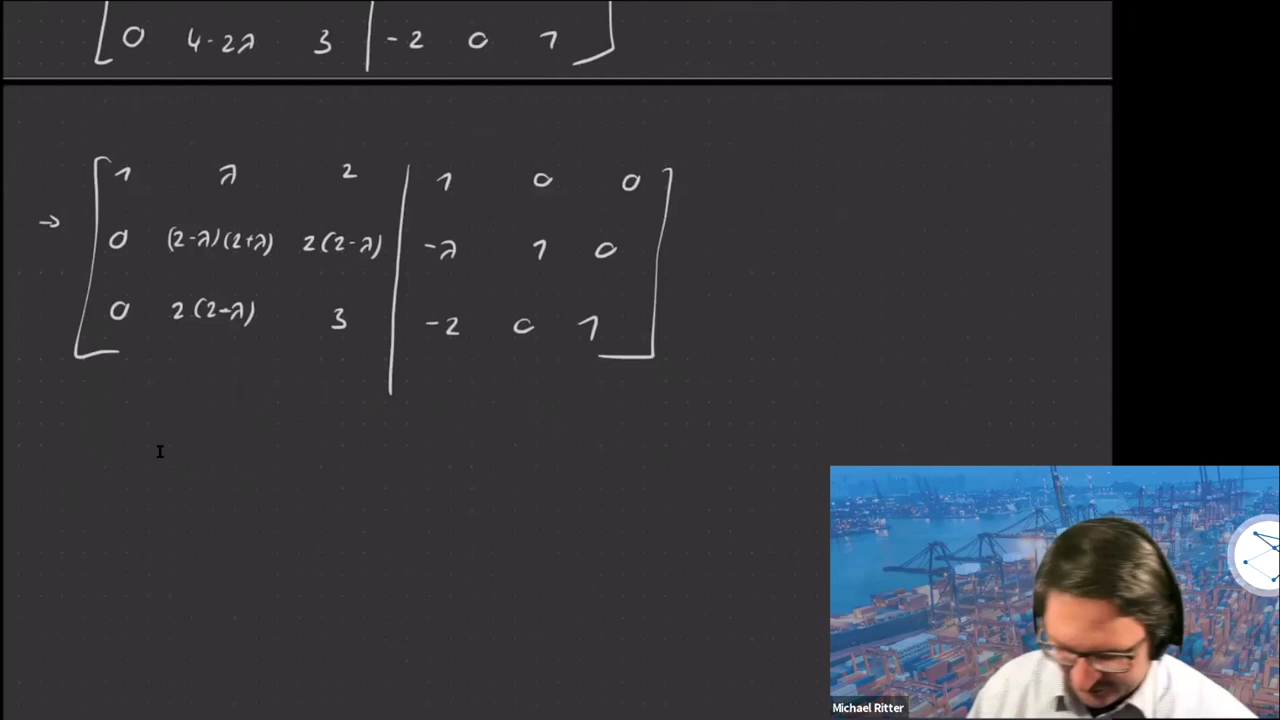 0 4-2λ 3 | -2 0 1
→ 1 λ 2 | 1 0 0
0 (2-λ)(2+λ) 2(2-λ) | -λ 1 0
0 2(2-λ) 3 | -2 0 1
Michael Ritter